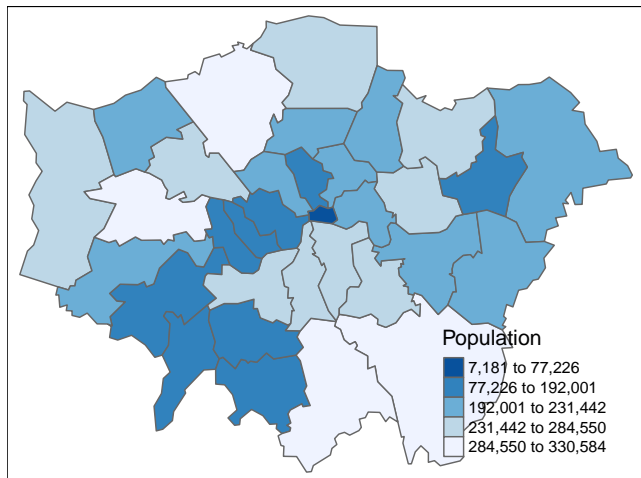 Population
7,181 to 77,226
77,226 to 192,001
192,001 to 231,442
231,442 to 284,550
284,550 to 330,584